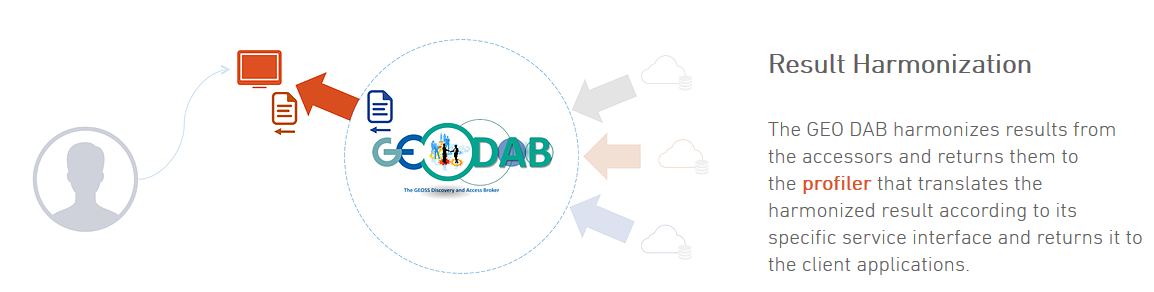 GEO DAB
The GEOSS Discovery and Access Broker
Result Harmonization
The GEO DAB harmonizes results from
the accessors and returns them to
the profiler that translates the
harmonized result according to its
specific service interface and returns it to
the client applications.